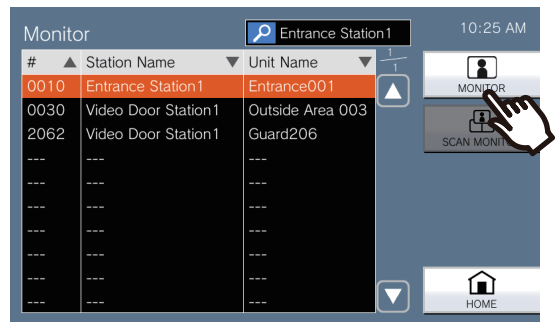 Monitor
Entrance Station1
10:25 AM
# Station Name Unit Name
1/1
0010 Entrance Station1 Entrance001
0030 Video Door Station1 Outside Area 003
2062 Video Door Station1 Guard206
--- --- ---
--- --- ---
--- --- ---
--- --- ---
--- --- ---
--- --- ---
MONITOR
SCAN MONIT
HOME